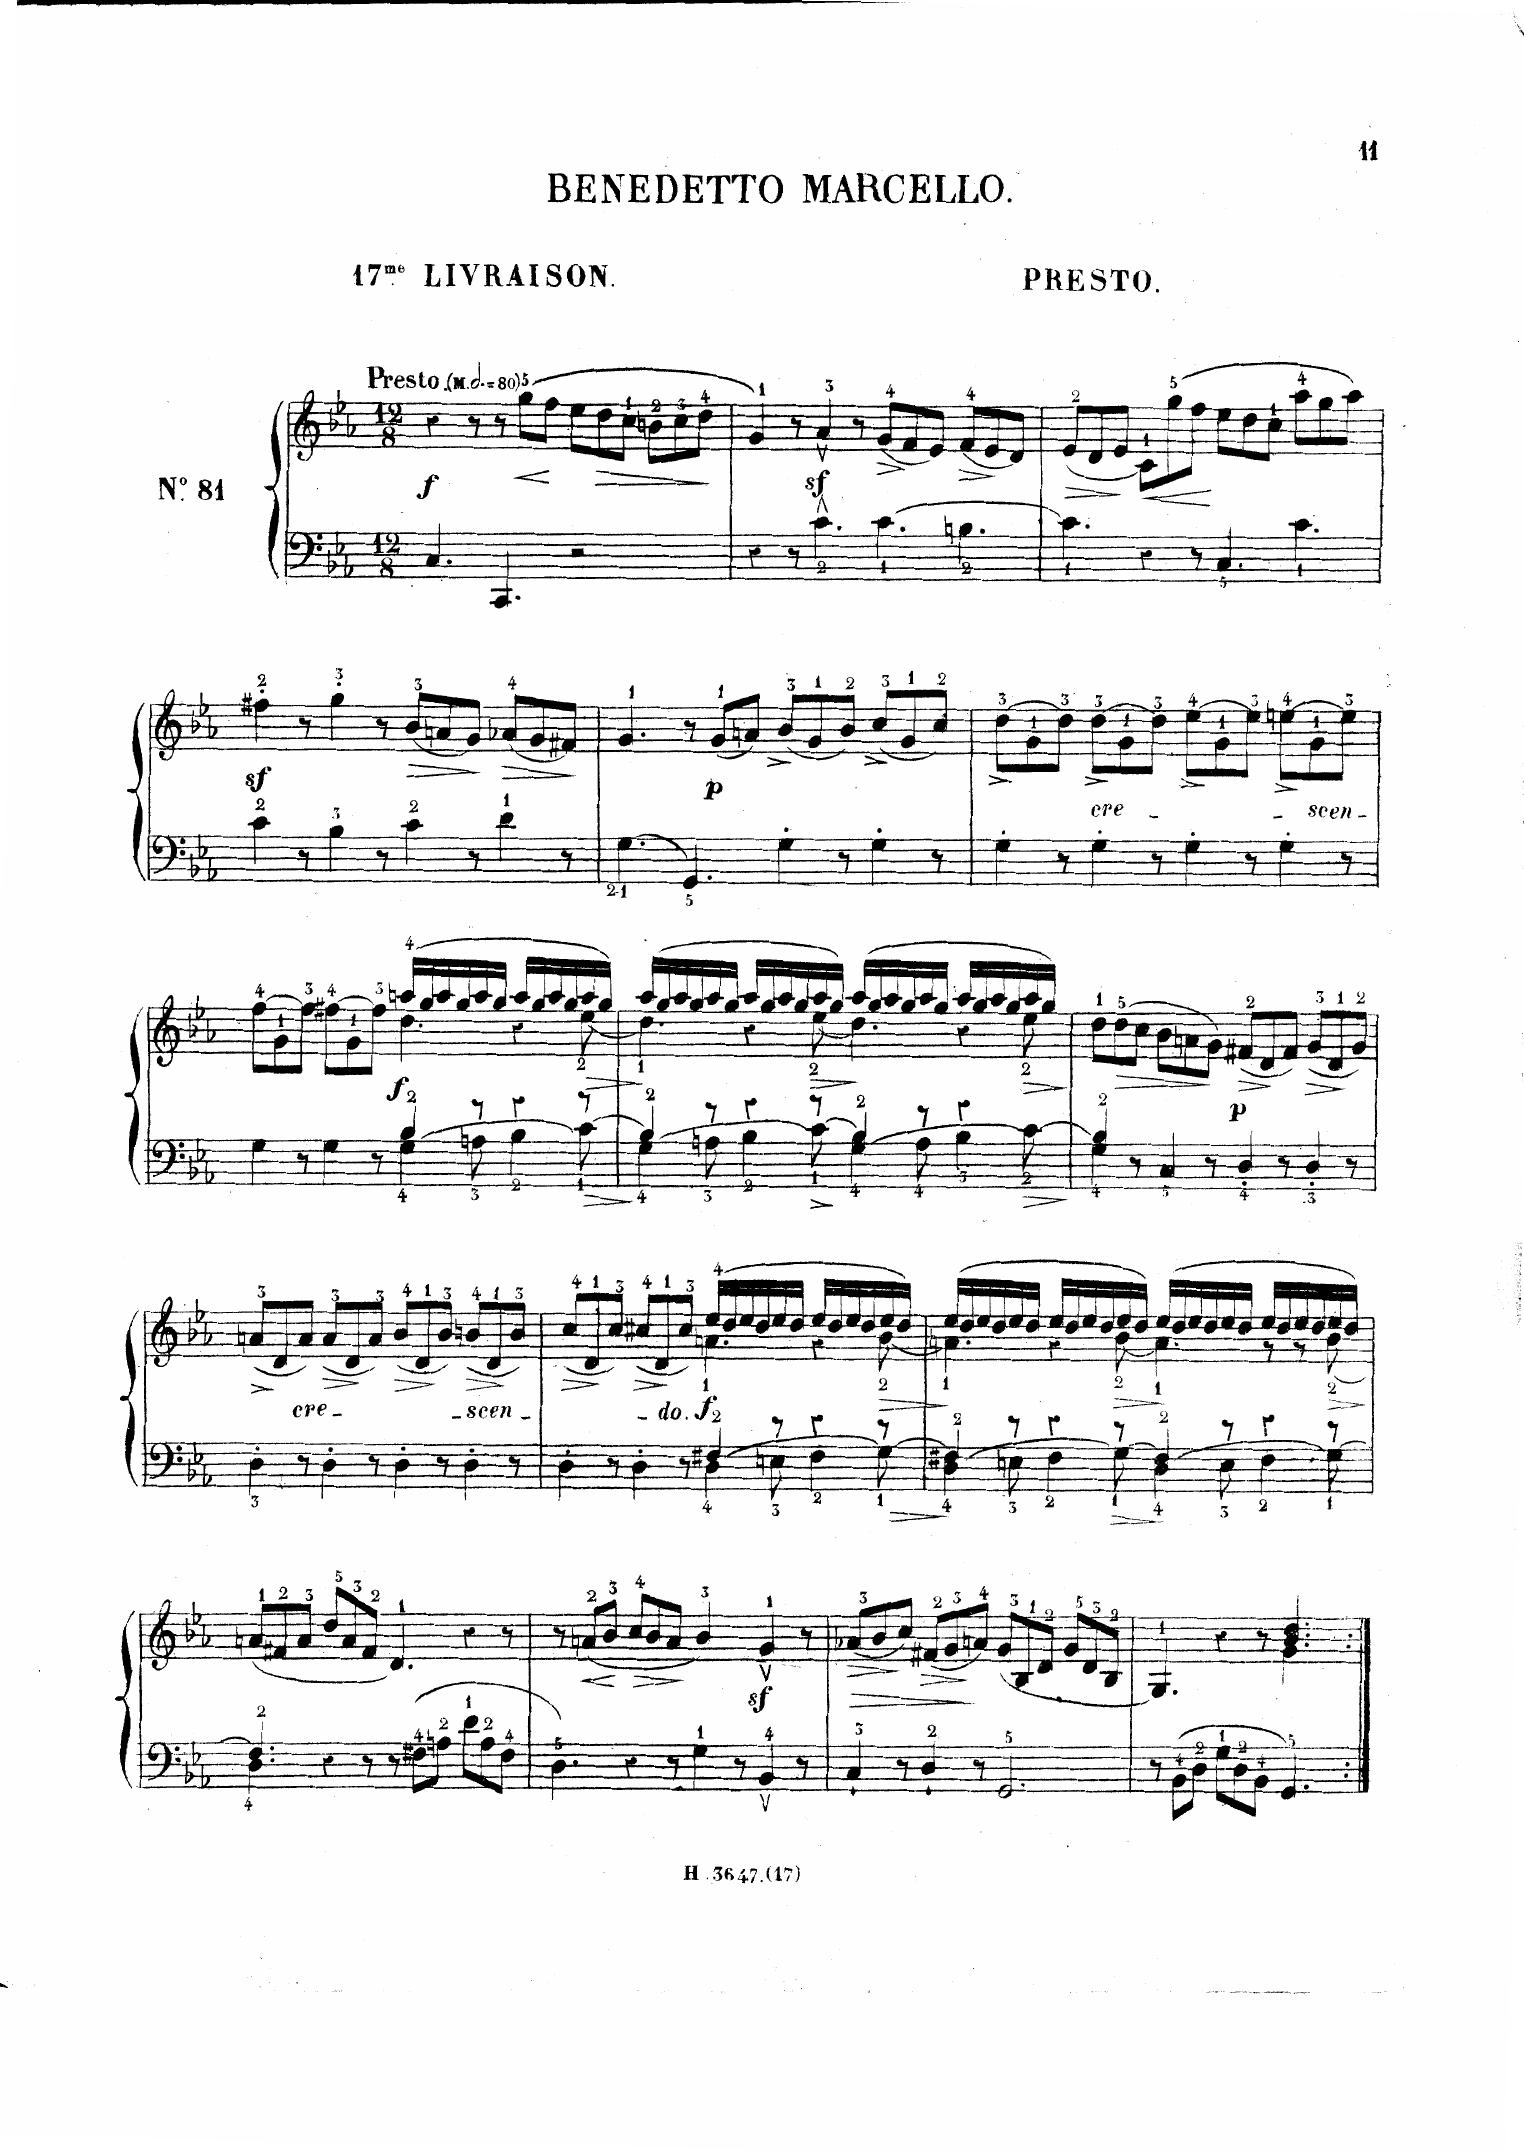 11
BENEDETTO MARCELLO.
17me LIVRAISON. PRESTO.
Presto. (M. 𝅗𝅥. = 80)
No. 81
f
sf
sf
p
cre - - scen -
f
p
cre - - scen - - do. f
sf
H. 3647. (17)